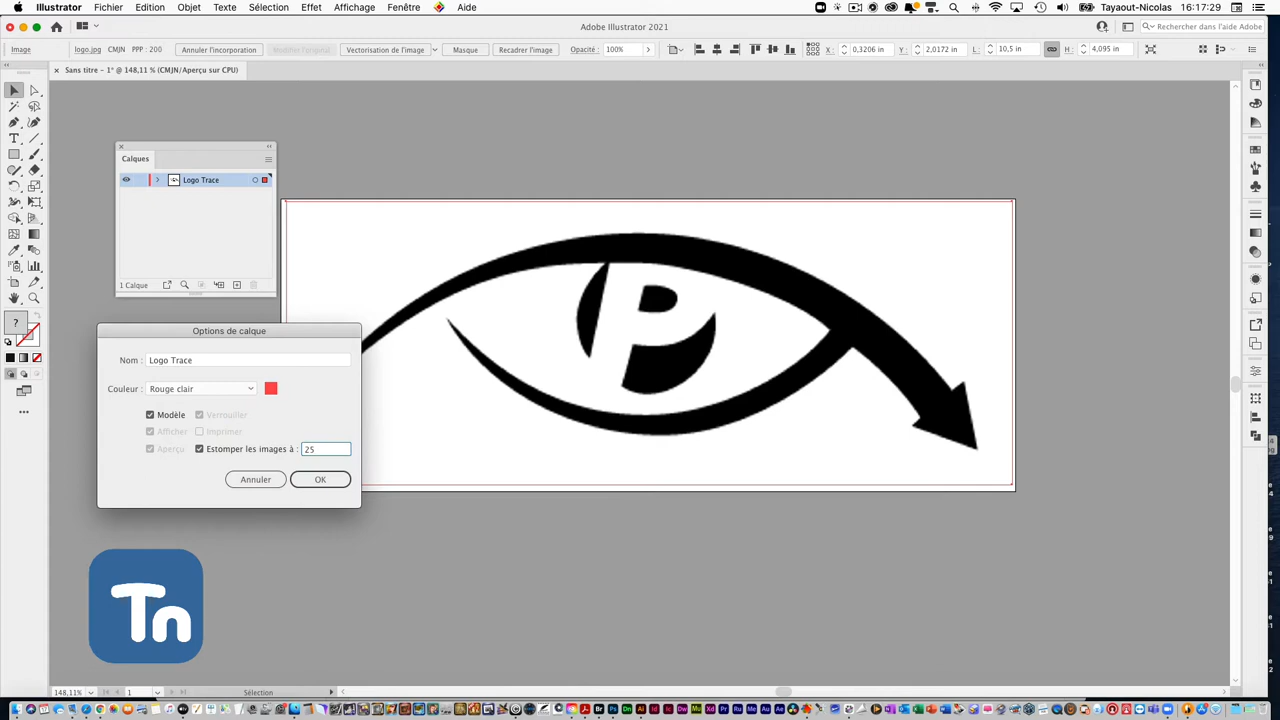 Illustrator Fichier Edition Objet Texte Sélection Effet Affichage Fenêtre Aide Tayaout-Nicolas 16:17:29
Adobe Illustrator 2021 Rechercher dans l'aide Adobe
Image logo.jpg CMJN PPP : 200 Annuler l'incorporation Modifier l'original Vectorisation de l'image Masque Recadrer l'image Opacité : 100% X : 0,3206 in Y : 2,0172 in L : 10,5 in H : 4,095 in
× Sans titre - 1* @ 148,11 % (CMJN/Aperçu sur CPU)
Calques
Logo Trace
1 Calque
P
Options de calque
Nom : Logo Trace
Couleur : Rouge clair
Modèle Verrouiller
Afficher Imprimer
Aperçu Estomper les images à : 25
Annuler OK
?
Tn
148,11% 1 Sélection